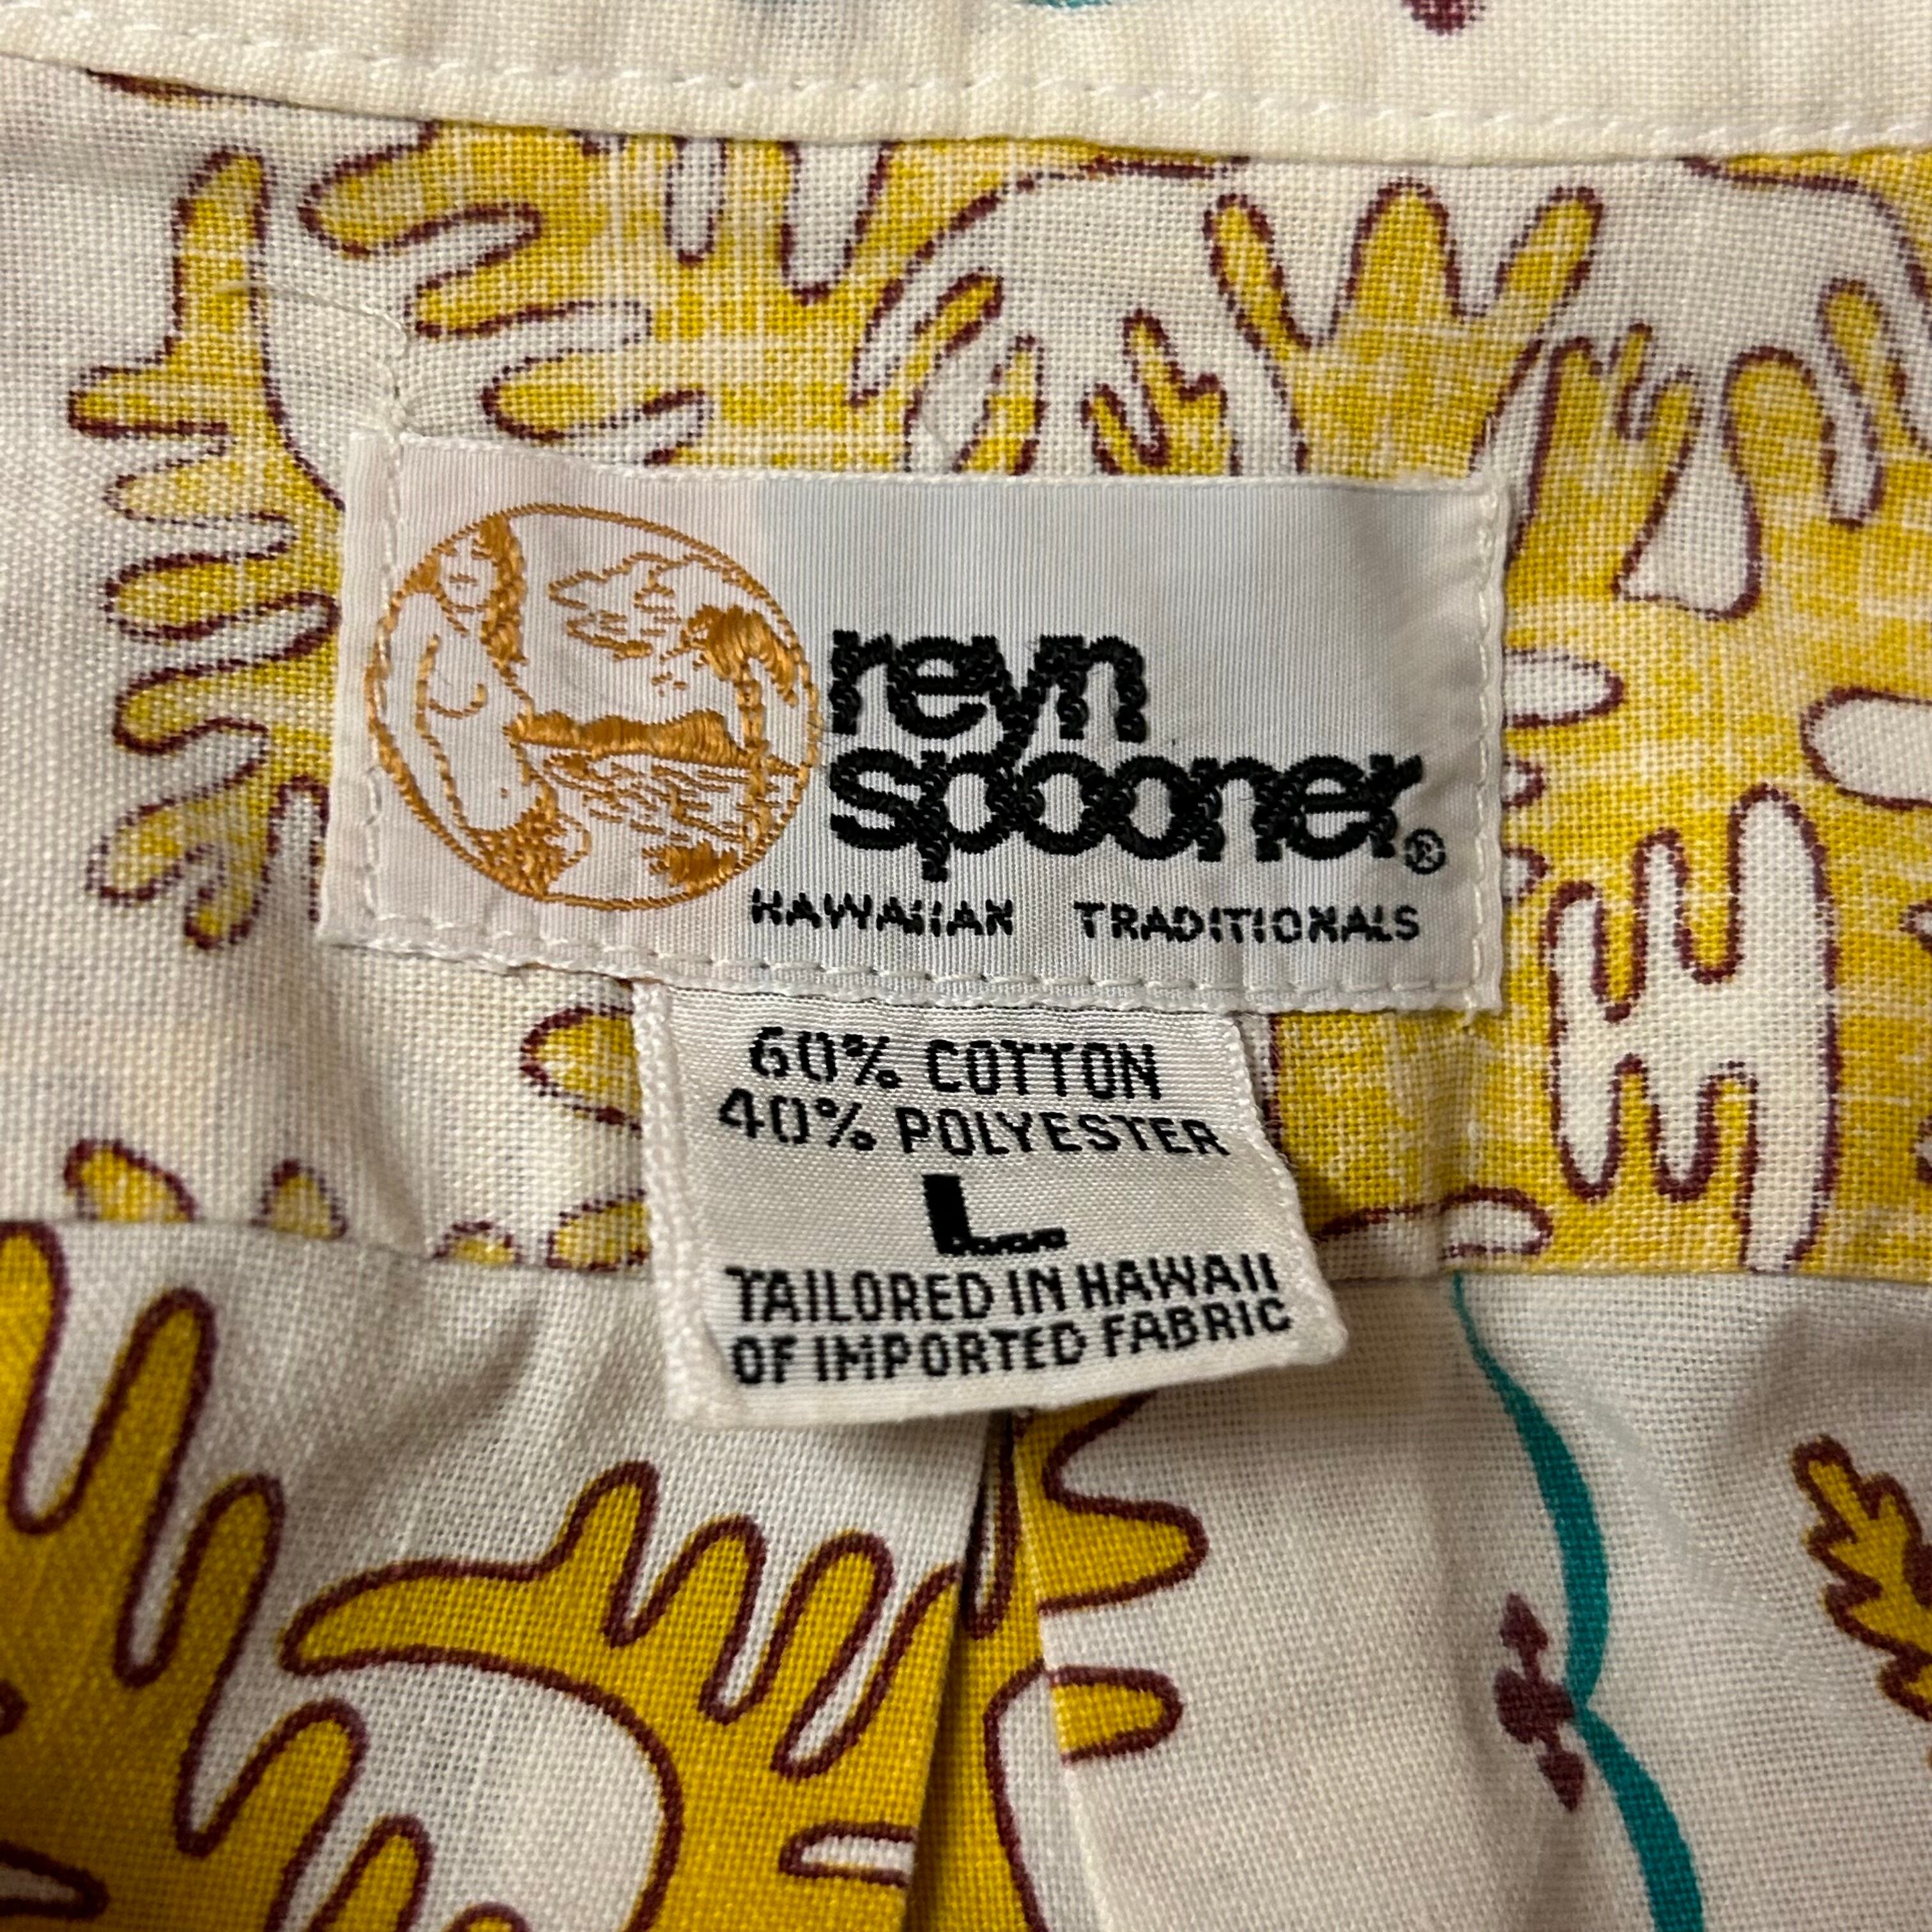 reyn
spooner®
HAWAIIAN TRADITIONALS
60% COTTON
40% POLYESTER
L
TAILORED IN HAWAII
OF IMPORTED FABRIC